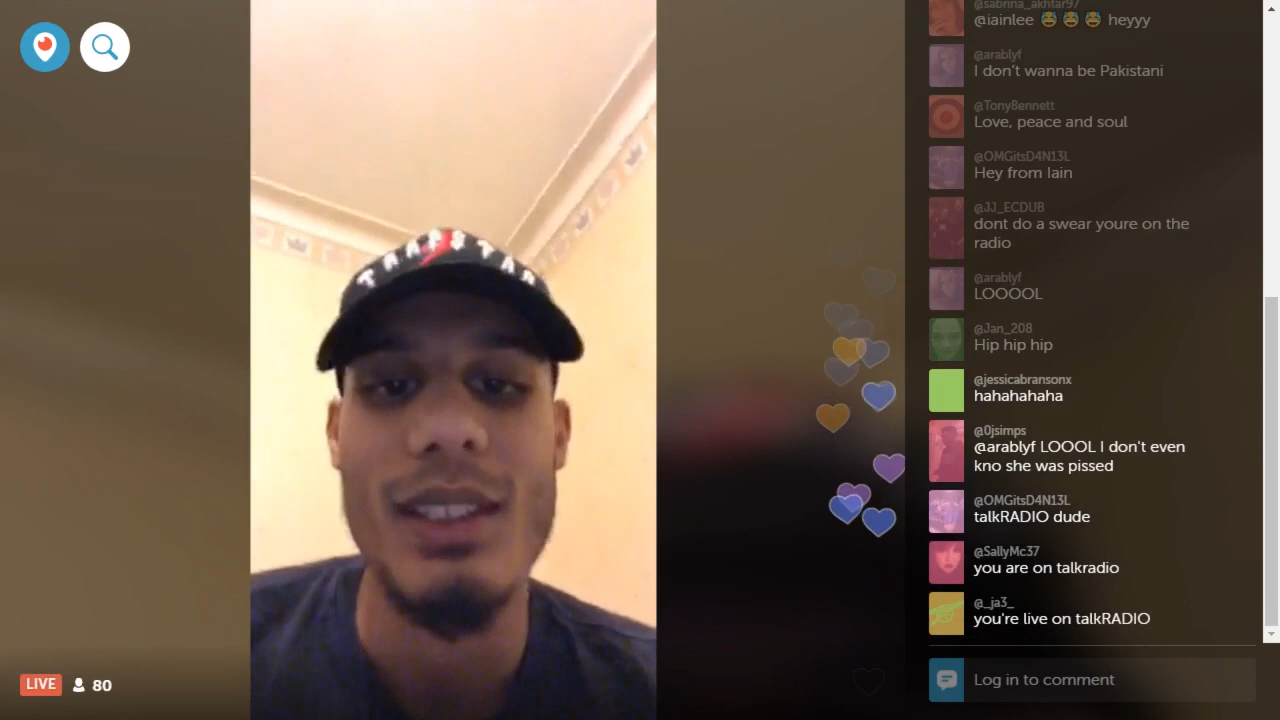 TRAPSTAR
@sabrina_akhtar97
@iainlee 😂 😂 😂 heyyy
@arablyf
I don't wanna be Pakistani
@Tony8ennett
Love, peace and soul
@OMGitsD4N13L
Hey from Iain
@JJ_ECDUB
dont do a swear youre on the
radio
@arablyf
LOOOOL
@Jan_208
Hip hip hip
@jessicabransonx
hahahahaha
@0jsimps
@arablyf LOOOL I don't even
kno she was pissed
@OMGitsD4N13L
talkRADIO dude
@SallyMc37
you are on talkradio
@_ja3_
you're live on talkRADIO
LIVE 80
Log in to comment